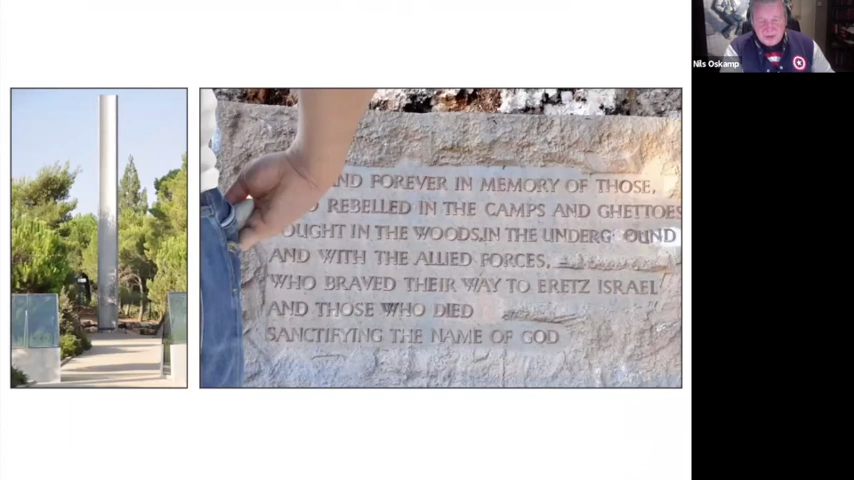 Nils Oskamp
ND FOREVER IN MEMORY OF THOSE,
O REBELLED IN THE CAMPS AND GHETTOES
OUGHT IN THE WOODS,IN THE UNDERG OUND
AND WITH THE ALLIED FORCES,
WHO BRAVED THEIR WAY TO ERETZ ISRAEL
AND THOSE WHO DIED
SANCTIFYING THE NAME OF GOD